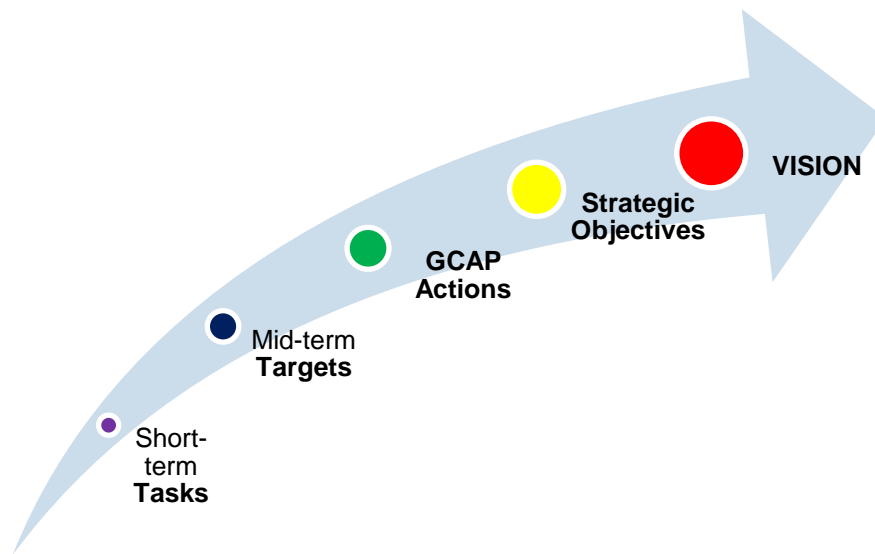 VISION
Strategic
Objectives
GCAP
Actions
Mid-term
Targets
Short-
term
Tasks